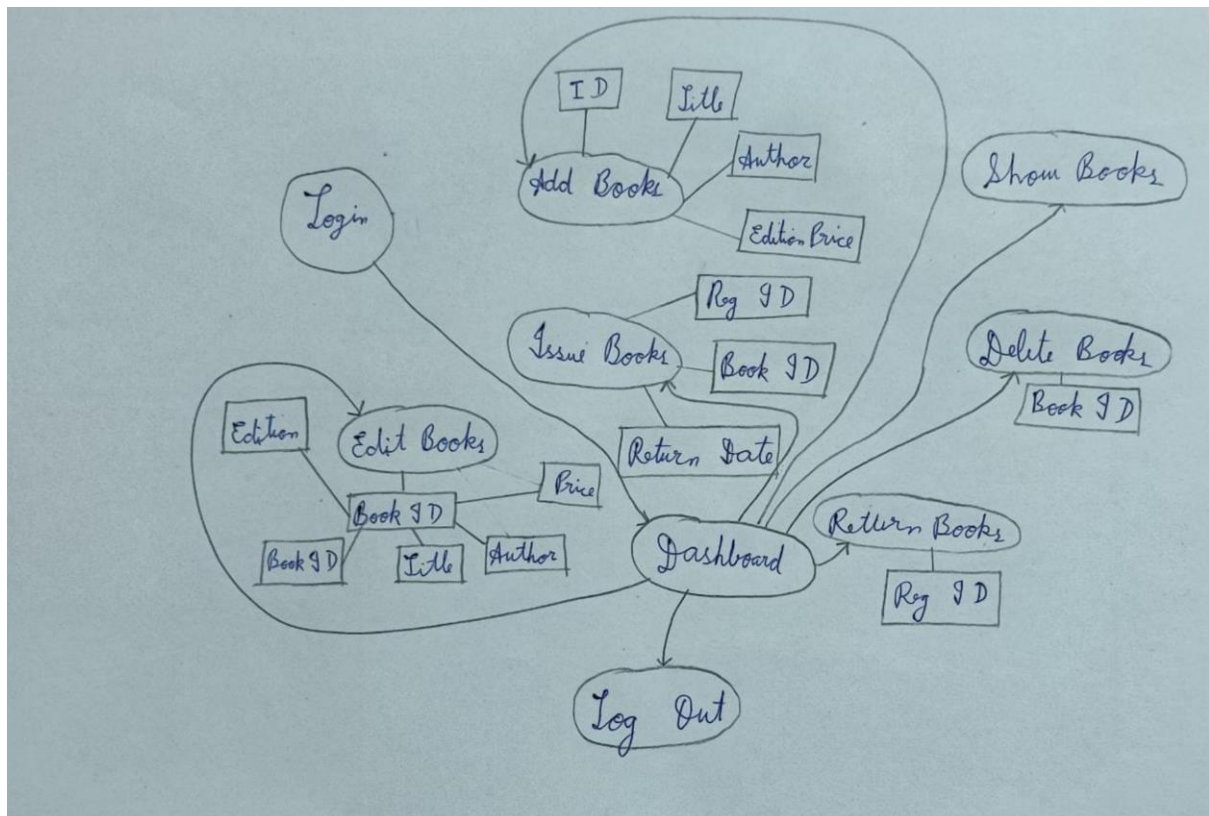 ID
Title
Author
Add Books
Show Books
Login
Edition Price
Reg ID
Issue Books
Book ID
Delete Books
Book ID
Edition
Edit Books
Return Date
Price
Book ID
Return Books
Book ID
Title
Author
Dashboard
Reg ID
Log Out